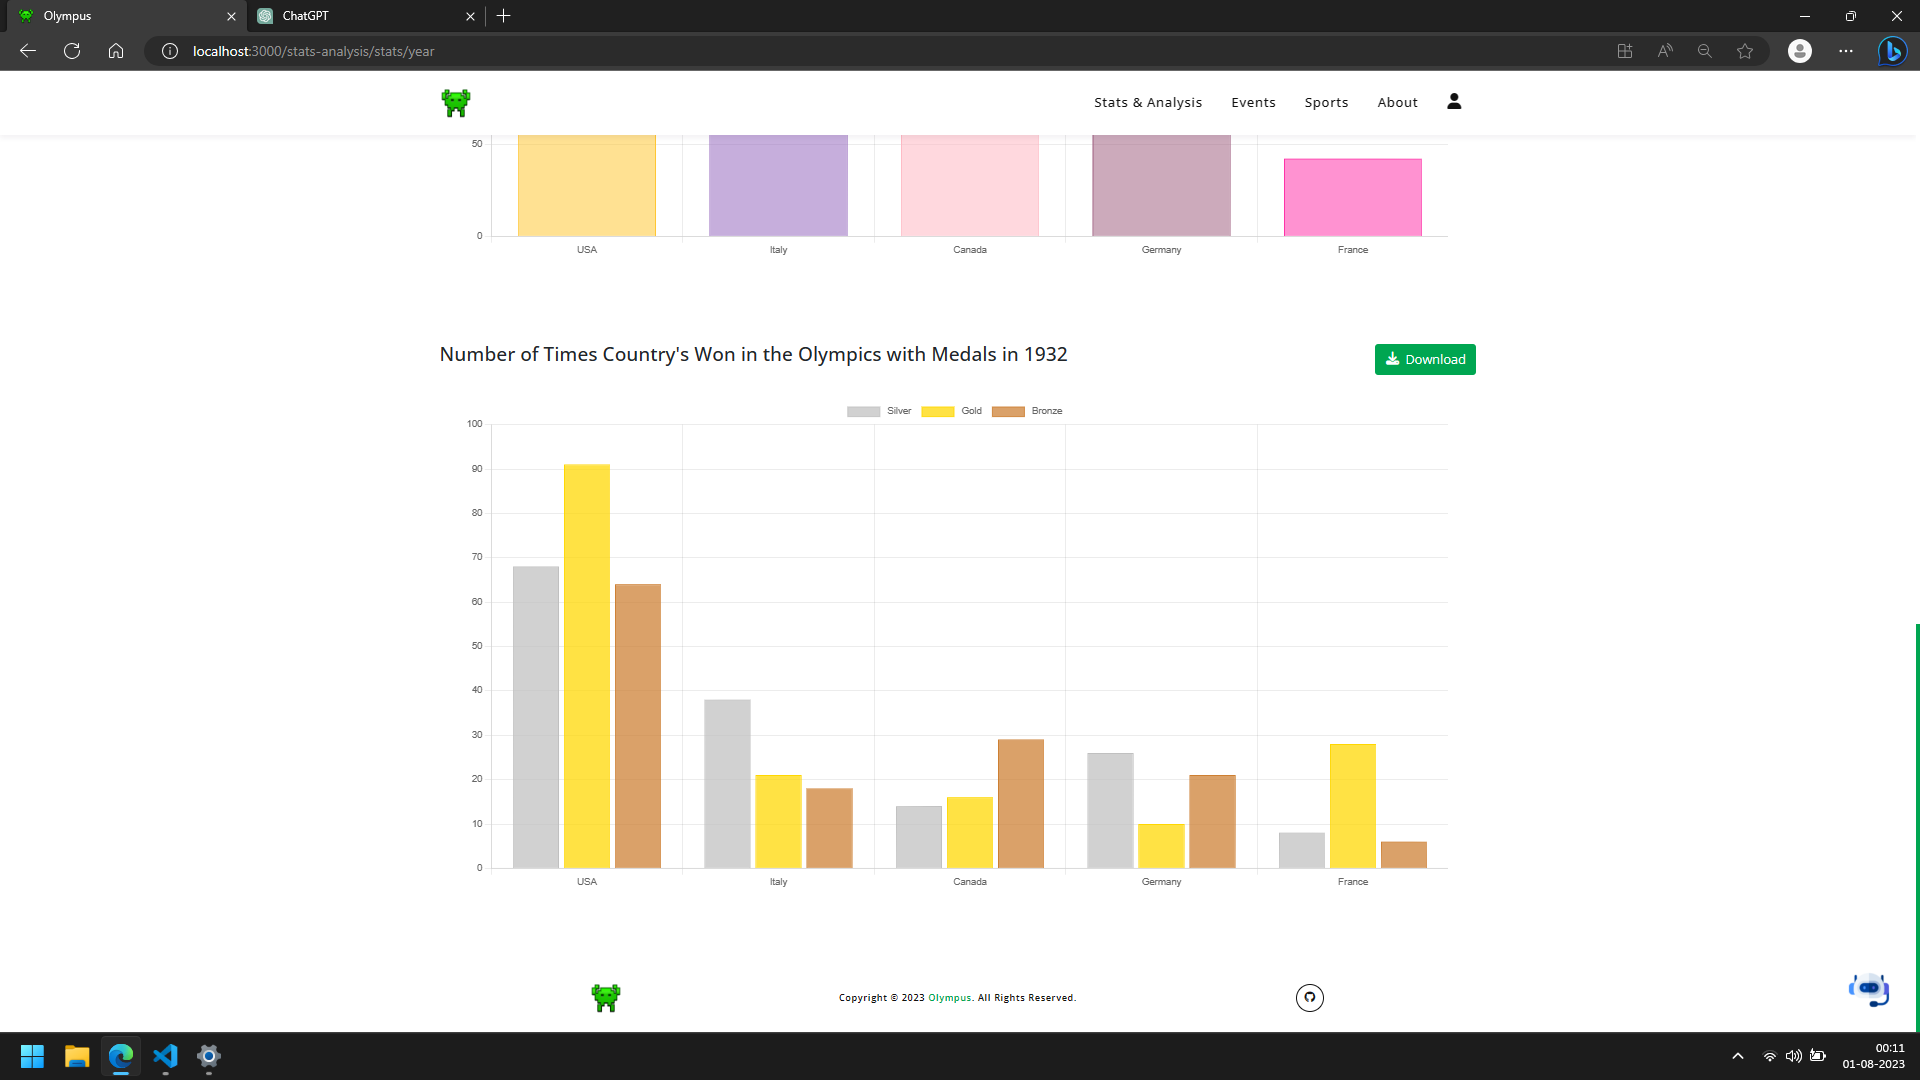 Olympus
ChatGPT
localhost:3000/stats-analysis/stats/year
Stats & Analysis Events Sports About
50
0
USA Italy Canada Germany France
Number of Times Country's Won in the Olympics with Medals in 1932
Download
Silver Gold Bronze
100
90
80
70
60
50
40
30
20
10
0
USA Italy Canada Germany France
Copyright © 2023 Olympus. All Rights Reserved.
00:11
01-08-2023